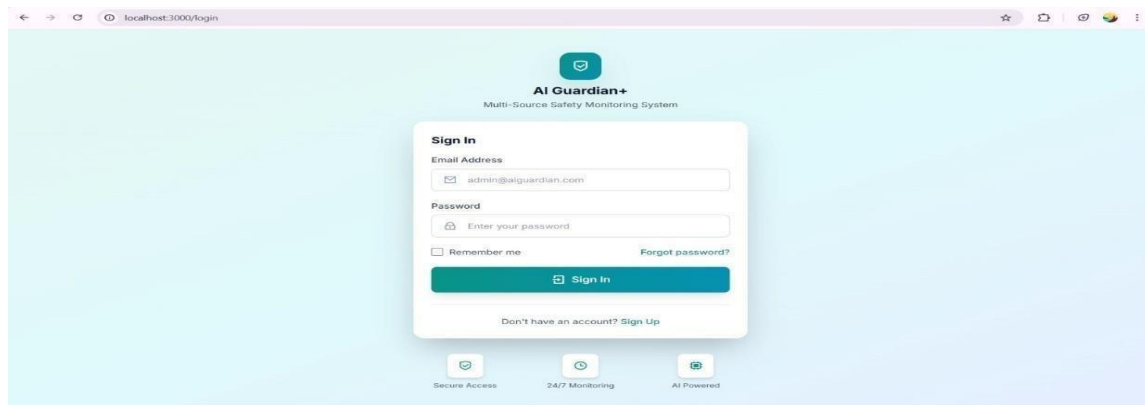 localhost:3000/login
AI Guardian+
Multi-Source Safety Monitoring System
Sign In
Email Address
admin@aiguardian.com
Password
Enter your password
Remember me Forgot password?
Sign In
Don't have an account? Sign Up
Secure Access 24/7 Monitoring AI Powered